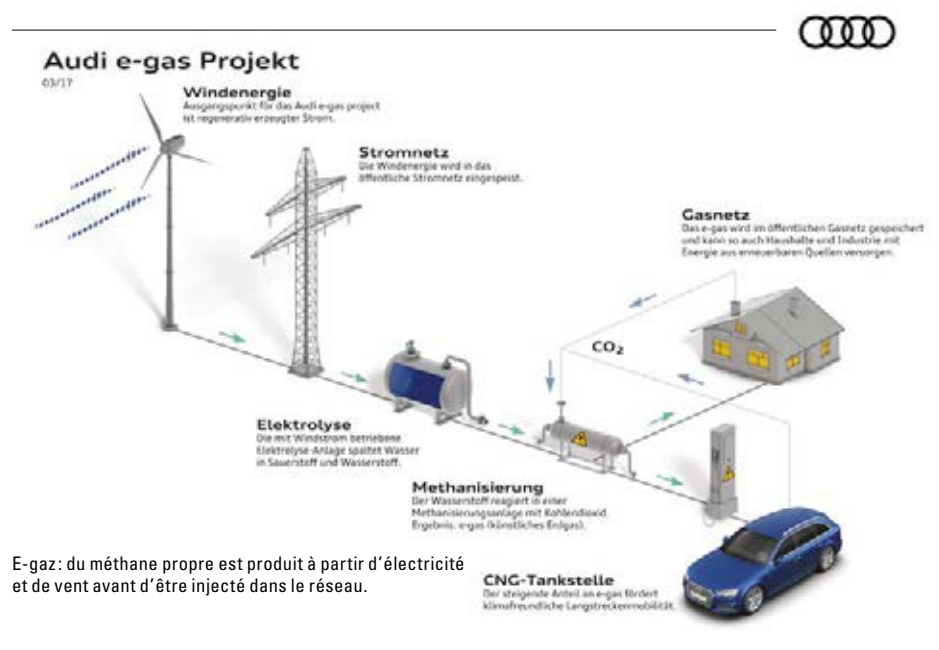 Audi e-gas Projekt
03/17
Windenergie
Ausgangspunkt für das Audi e-gas project
ist regenerativ erzeugter Strom.
Stromnetz
Die Windenergie wird in das
öffentliche Stromnetz eingespeist.
Gasnetz
Das e-gas wird im öffentlichen Gasnetz gespeichert
und kann so auch Haushalte und Industrie mit
Energie aus erneuerbaren Quellen versorgen.
CO₂
Elektrolyse
Die mit Windstrom betriebene
Elektrolyse-Anlage spaltet Wasser
in Sauerstoff und Wasserstoff.
Methanisierung
Der Wasserstoff reagiert in einer
Methanisierungsanlage mit Kohlendioxid.
Ergebnis: e-gas (künstliches Erdgas).
E-gaz: du méthane propre est produit à partir d’électricité
et de vent avant d’être injecté dans le réseau.
CNG-Tankstelle
Der steigende Anteil an e-gas fördert
klimafreundliche Langstreckenmobilität.